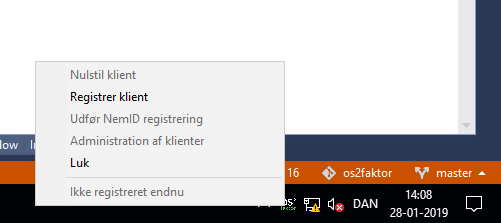 Nulstil klient
Registrer klient
Udfør NemID registrering
Administration af klienter
Luk
Ikke registreret endnu
16
os2faktor
master
DAN
14:08
28-01-2019